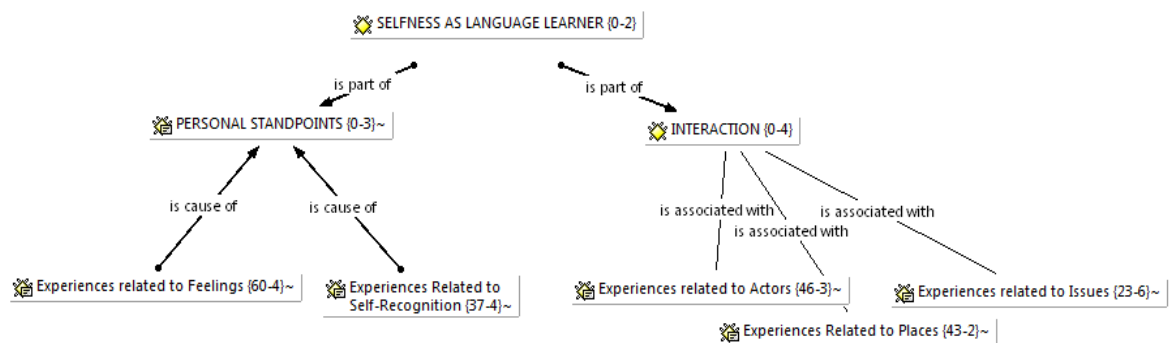 SELFNESS AS LANGUAGE LEARNER {0-2}
is part of
is part of
PERSONAL STANDPOINTS {0-3}~
INTERACTION {0-4}
is cause of
is cause of
is associated with
is associated with
is associated with
Experiences related to Feelings {60-4}~
Experiences Related to
Self-Recognition {37-4}~
Experiences related to Actors {46-3}~
Experiences related to Issues {23-6}~
Experiences Related to Places {43-2}~